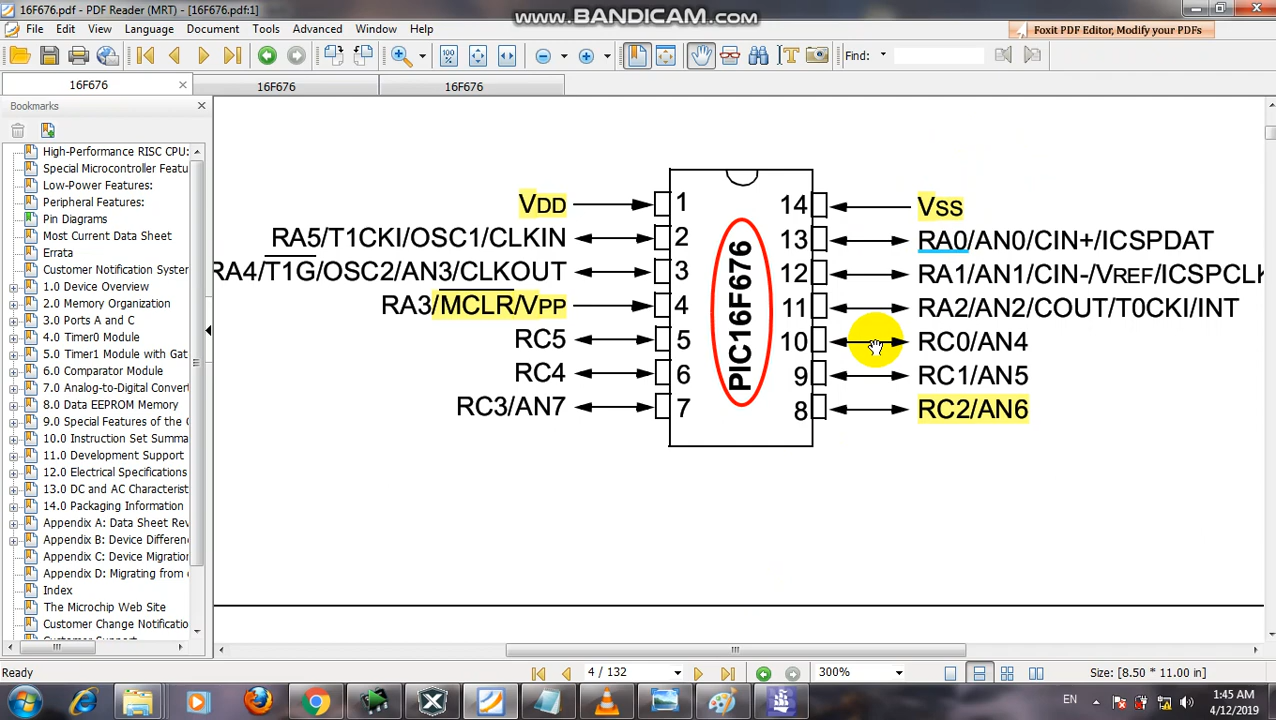 16F676.pdf - PDF Reader (MRT) - [16F676.pdf:1]
WWW.BANDICAM.COM
File Edit View Language Document Tools Advanced Window Help
Foxit PDF Editor, Modify your PDFs
Find:
16F676 16F676 16F676
Bookmarks
High-Performance RISC CPU:
Special Microcontroller Featu
Low-Power Features:
Peripheral Features:
Pin Diagrams
Most Current Data Sheet
Errata
Customer Notification System
1.0 Device Overview
2.0 Memory Organization
3.0 Ports A and C
4.0 Timer0 Module
5.0 Timer1 Module with Gat
6.0 Comparator Module
7.0 Analog-to-Digital Convert
8.0 Data EEPROM Memory
9.0 Special Features of the C
10.0 Instruction Set Summa
11.0 Development Support
12.0 Electrical Specifications
13.0 DC and AC Characterist
14.0 Packaging Information
Appendix A: Data Sheet Rev
Appendix B: Device Differenc
Appendix C: Device Migration
Appendix D: Migrating from o
Index
The Microchip Web Site
Customer Change Notificatio
Customer Support
VDD 1 14 VSS
RA5/T1CKI/OSC1/CLKIN 2 13 RA0/AN0/CIN+/ICSPDAT
RA4/T1G/OSC2/AN3/CLKOUT 3 12 RA1/AN1/CIN-/VREF/ICSPCLK
RA3/MCLR/VPP 4 11 RA2/AN2/COUT/T0CKI/INT
RC5 5 10 RC0/AN4
RC4 6 9 RC1/AN5
RC3/AN7 7 8 RC2/AN6
PIC16F676
Ready 4 / 132 300% Size: [8.50 * 11.00 in]
EN 1:45 AM
4/12/2019